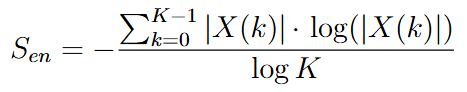 $$S_{en} = -\frac{\sum_{k=0}^{K-1} |X(k)| \cdot \log(|X(k)|)}{\log K}$$